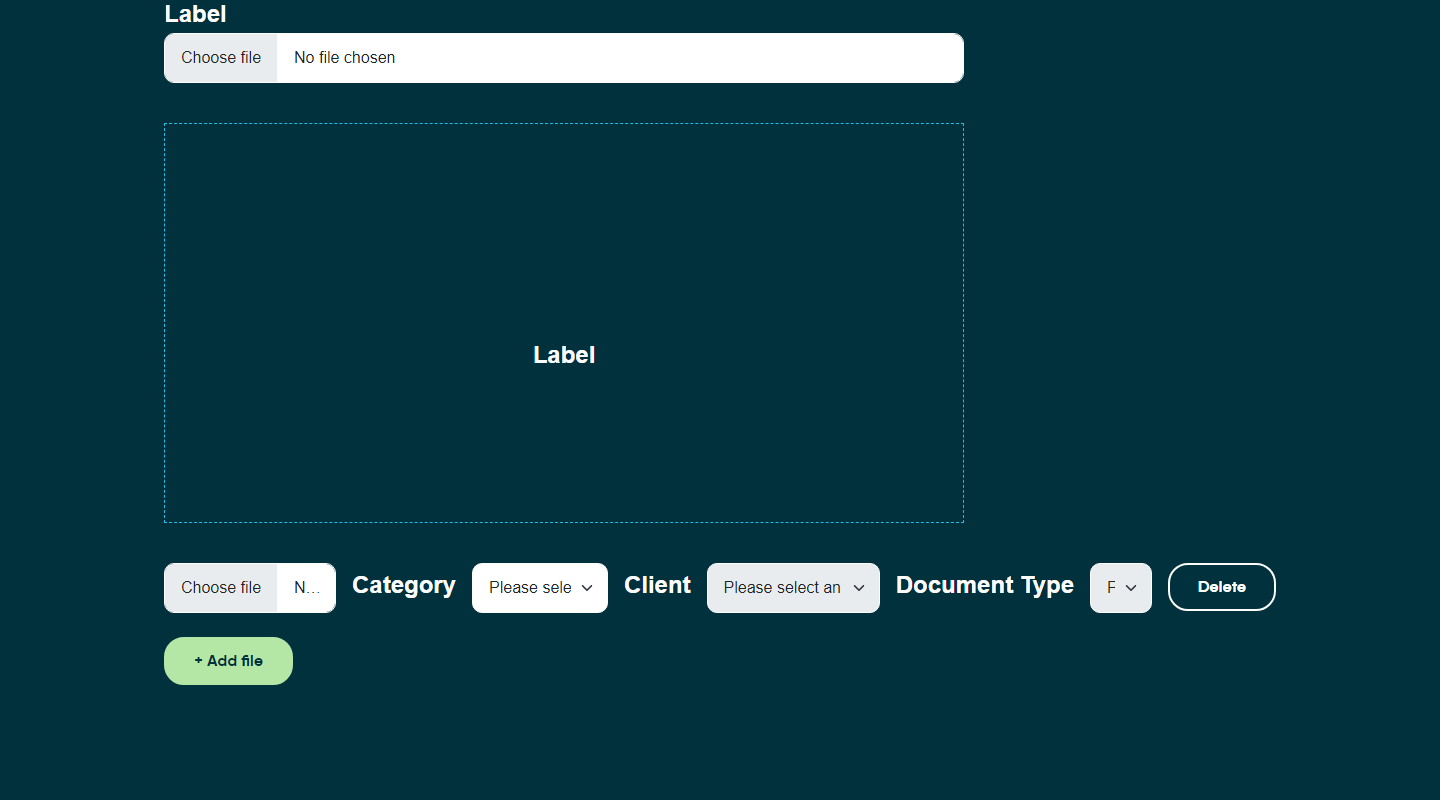 Label
Choose file No file chosen
Label
Choose file N... Category Please sele Client Please select an Document Type F Delete
+ Add file